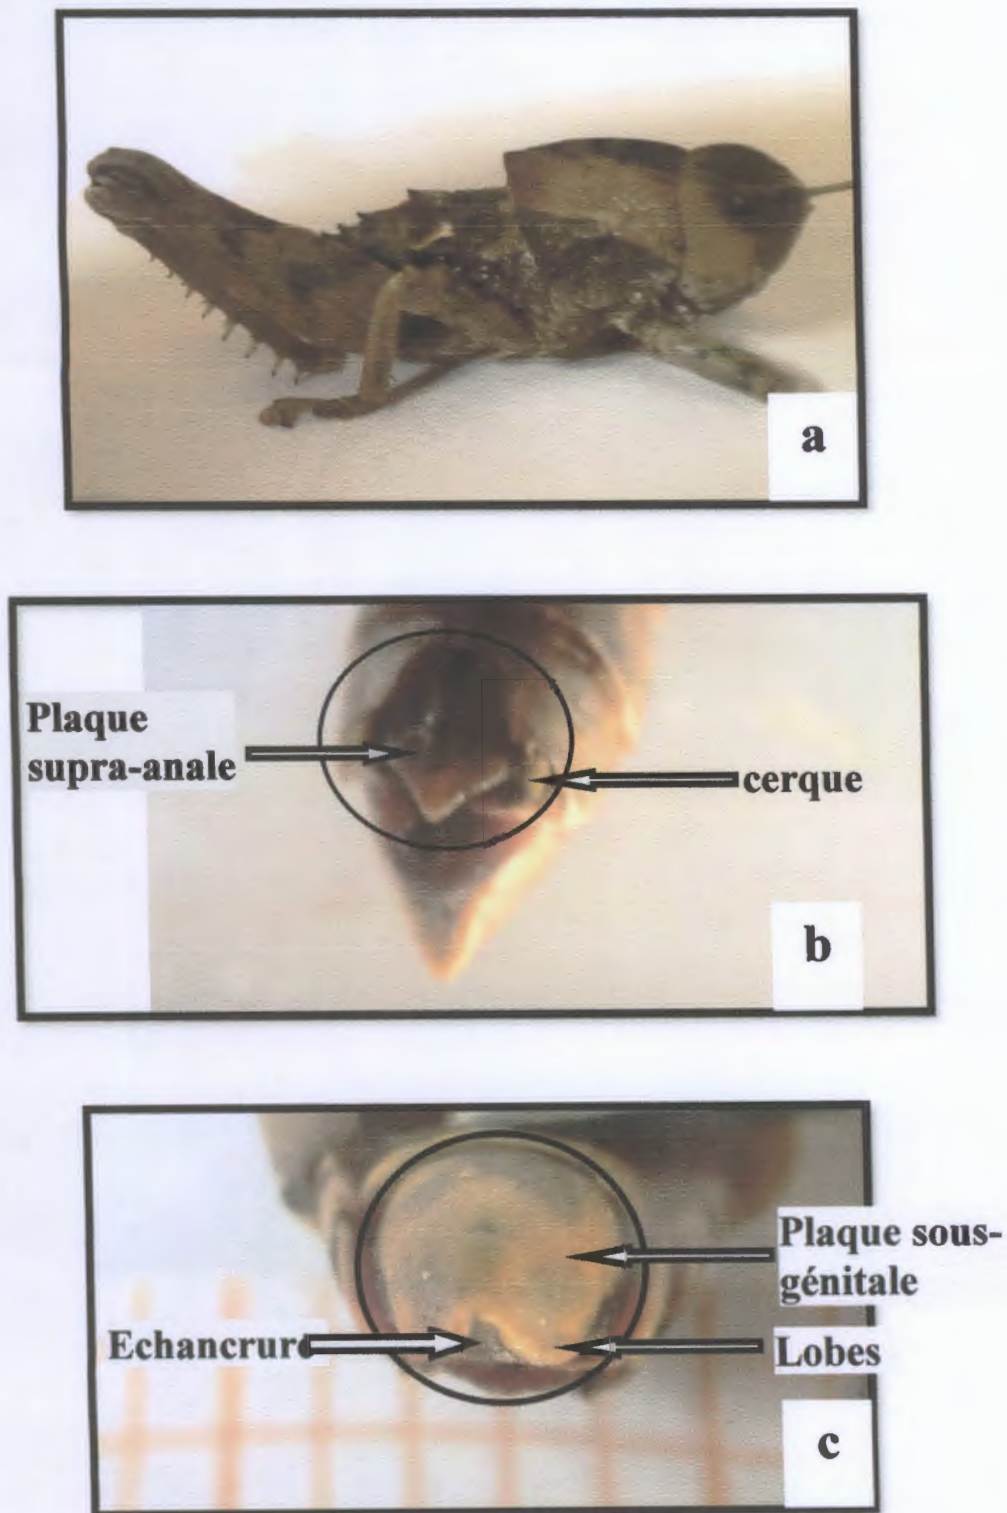 a
Plaque
supra-anale
cerque
b
Plaque sous-
génitale
Echancrure
Lobes
c